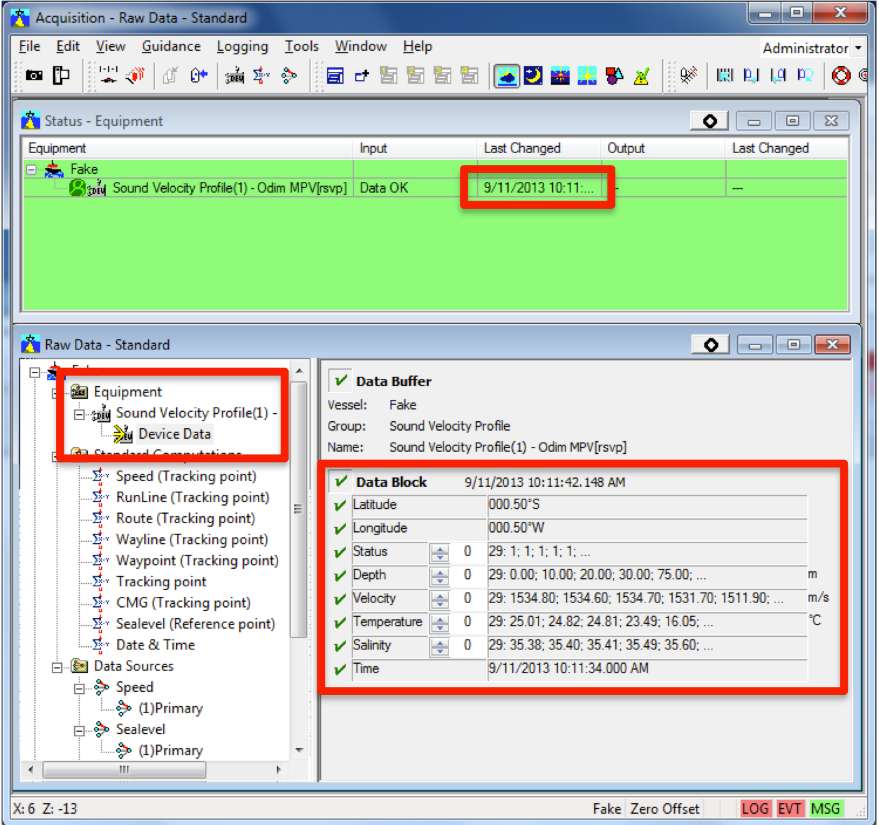 Acquisition - Raw Data - Standard
File Edit View Guidance Logging Tools Window Help Administrator
Status - Equipment
Equipment Input Last Changed Output Last Changed
Fake
Sound Velocity Profile(1) - Odim MPV[rsvp] Data OK 9/11/2013 10:11:... ---
Raw Data - Standard
Equipment
Sound Velocity Profile(1) -
Device Data
Standard Computations
Speed (Tracking point)
RunLine (Tracking point)
Route (Tracking point)
Wayline (Tracking point)
Waypoint (Tracking point)
Tracking point
CMG (Tracking point)
Sealevel (Reference point)
Date & Time
Data Sources
Speed
(1)Primary
Sealevel
(1)Primary
Data Buffer
Vessel: Fake
Group: Sound Velocity Profile
Name: Sound Velocity Profile(1) - Odim MPV[rsvp]
Data Block 9/11/2013 10:11:42.148 AM
Latitude 000.50°S
Longitude 000.50°W
Status 0 29: 1; 1; 1; 1; 1; ...
Depth 0 29: 0.00; 10.00; 20.00; 30.00; 75.00; ... m
Velocity 0 29: 1534.80; 1534.60; 1534.70; 1531.70; 1511.90; ... m/s
Temperature 0 29: 25.01; 24.82; 24.81; 23.49; 16.05; ... °C
Salinity 0 29: 35.38; 35.40; 35.41; 35.49; 35.60; ...
Time 9/11/2013 10:11:34.000 AM
X: 6 Z: -13 Fake Zero Offset LOG EVT MSG